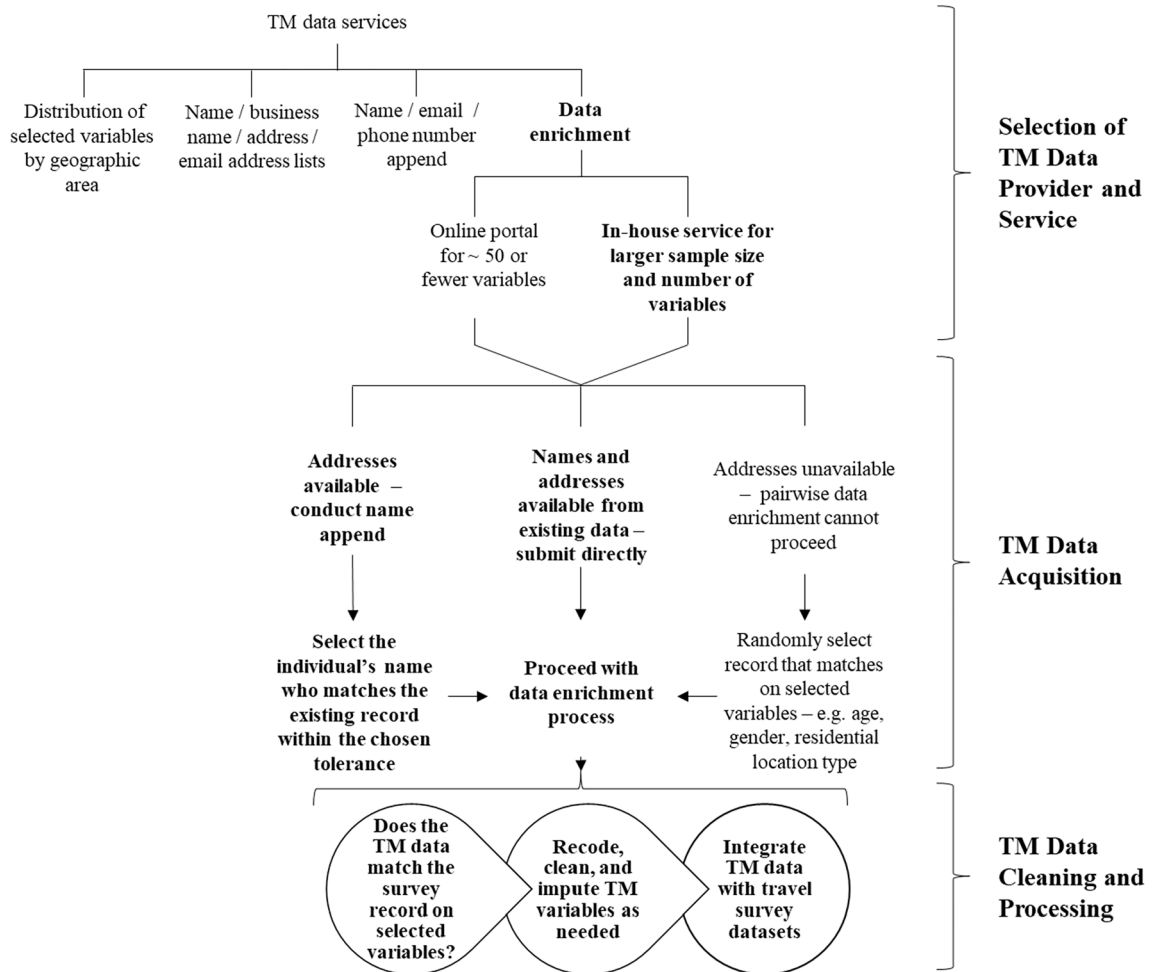 TM data services
Distribution of
selected variables
by geographic
area
Name / business
name / address /
email address lists
Name / email /
phone number
append
Data
enrichment
Selection of
TM Data
Provider and
Service
Online portal
for ~ 50 or
fewer variables
In-house service for
larger sample size
and number of
variables
Addresses
available –
conduct name
append
Names and
addresses
available from
existing data –
submit directly
Addresses unavailable
– pairwise data
enrichment cannot
proceed
TM Data
Acquisition
Select the
individual’s name
who matches the
existing record
within the chosen
tolerance
Proceed with
data enrichment
process
Randomly select
record that matches
on selected
variables – e.g. age,
gender, residential
location type
Does the
TM data
match the
survey
record on
selected
variables?
Recode,
clean, and
impute TM
variables as
needed
Integrate
TM data
with travel
survey
datasets
TM Data
Cleaning and
Processing